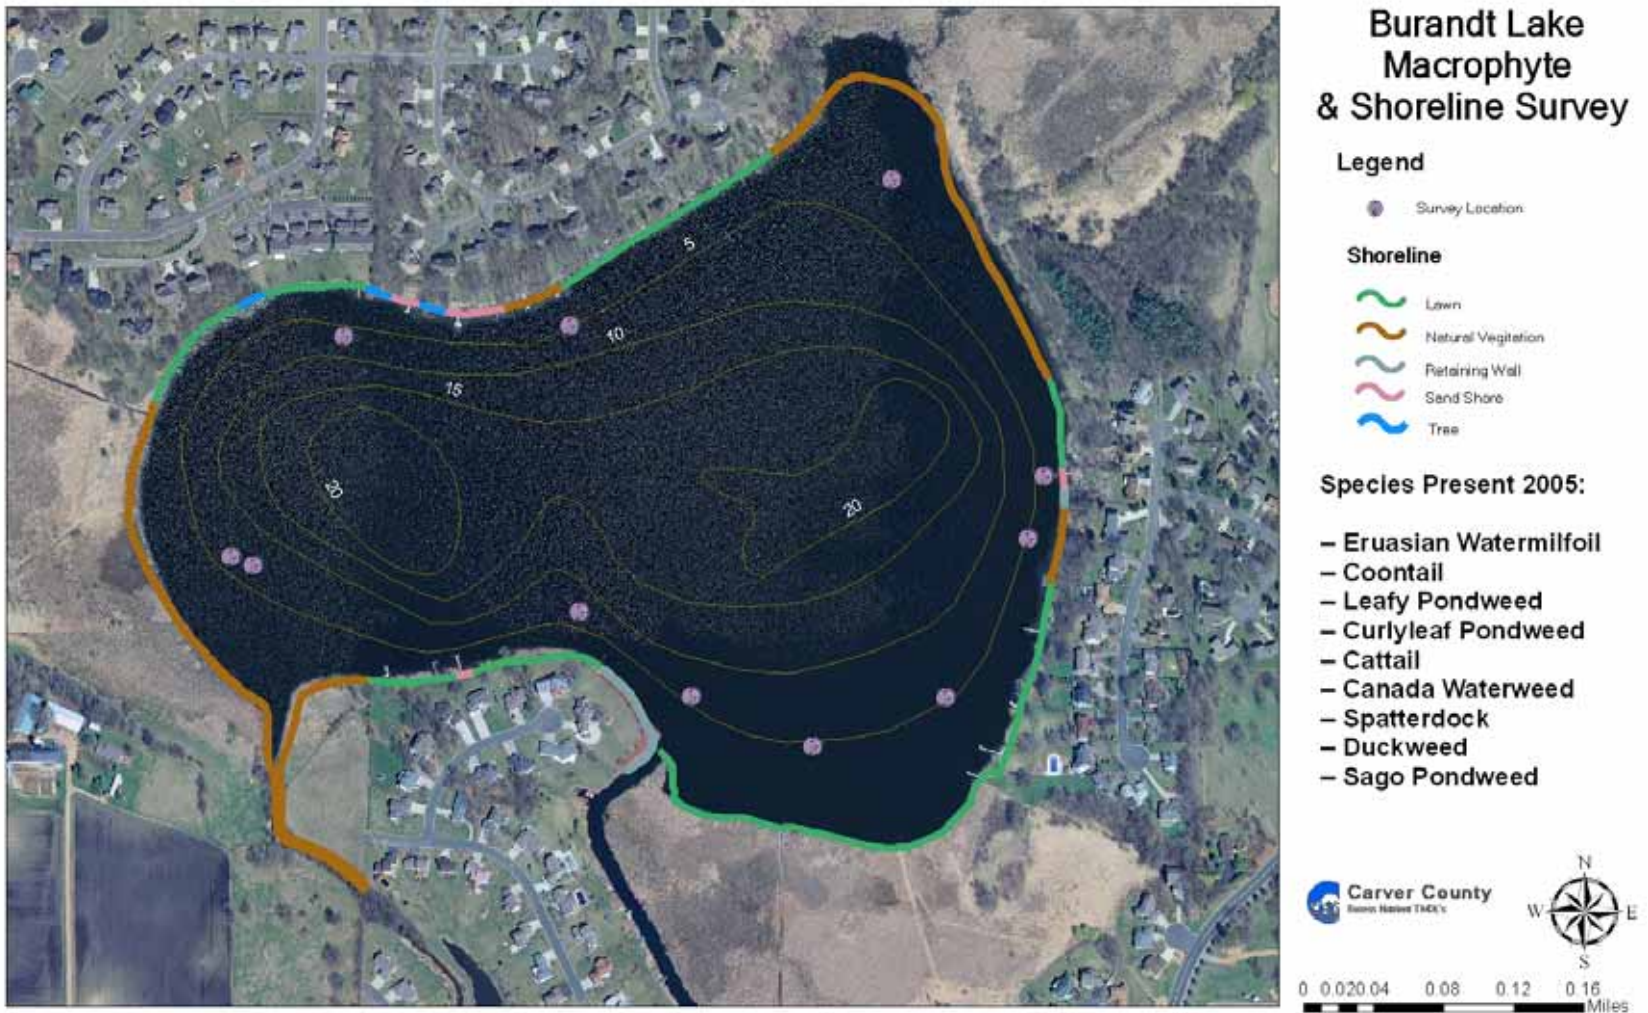 Burandt Lake
Macrophyte
& Shoreline Survey
Legend
Survey Location
Shoreline
Lawn
Natural Vegitation
Retaining Wall
Sand Shore
Tree
Species Present 2005:
– Eruasian Watermilfoil
– Coontail
– Leafy Pondweed
– Curlyleaf Pondweed
– Cattail
– Canada Waterweed
– Spatterdock
– Duckweed
– Sago Pondweed
Carver County
N
W E
S
0 0.02 0.04 0.08 0.12 0.16
Miles
5
10
15
20
20